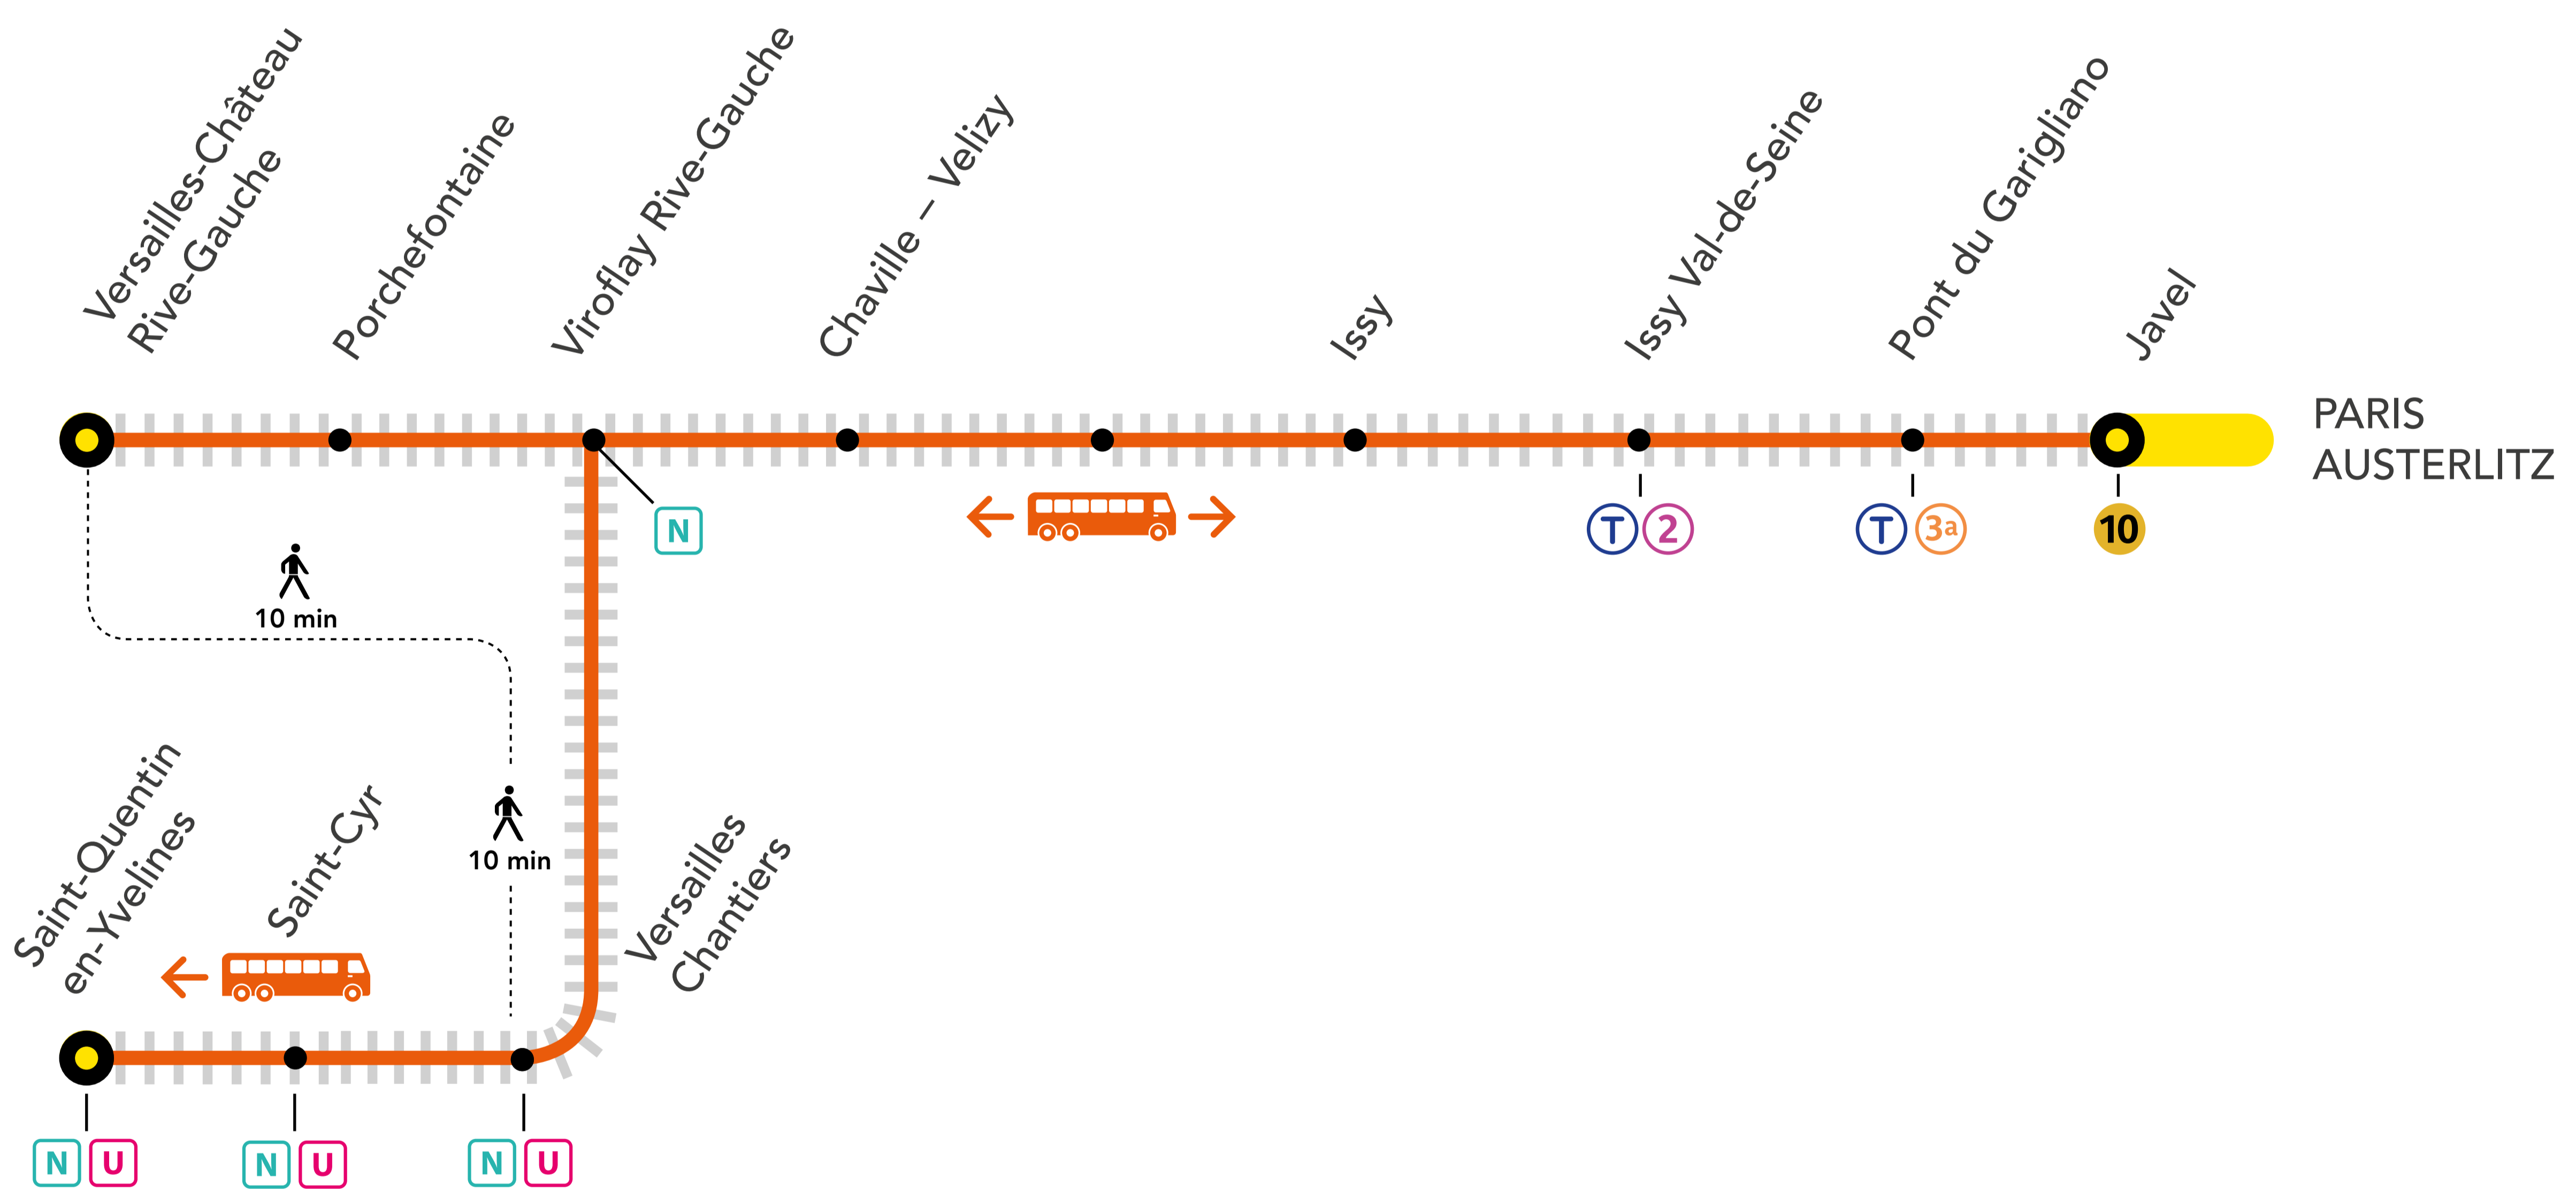 Versailles-Château
Rive-Gauche
Porchefontaine
Viroflay Rive-Gauche
Chaville – Velizy
Issy
Issy Val-de-Seine
Pont du Garigliano
Javel
PARIS
AUSTERLITZ
N
T 2
T 3a
10
10 min
10 min
Saint-Quentin
en-Yvelines
Saint-Cyr
Versailles
Chantiers
N U
N U
N U